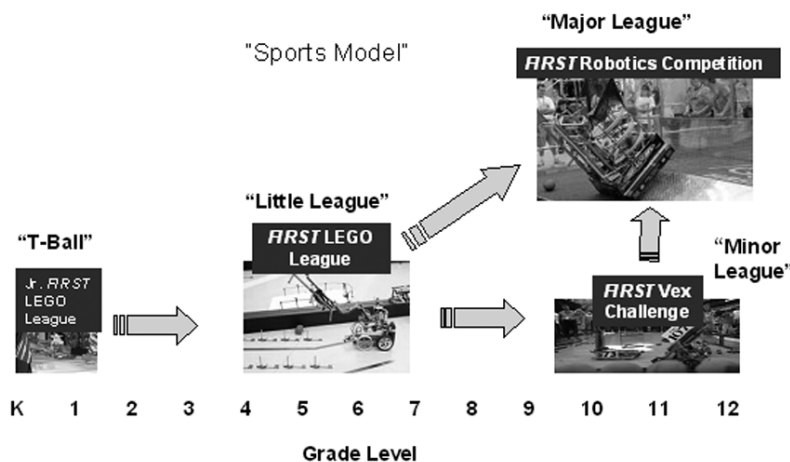 “Major League”
"Sports Model"
FIRST Robotics Competition
“Little League”
FIRST LEGO
League
“T-Ball”
Jr. FIRST
LEGO
League
“Minor
League”
FIRST Vex
Challenge
K 1 2 3 4 5 6 7 8 9 10 11 12
Grade Level